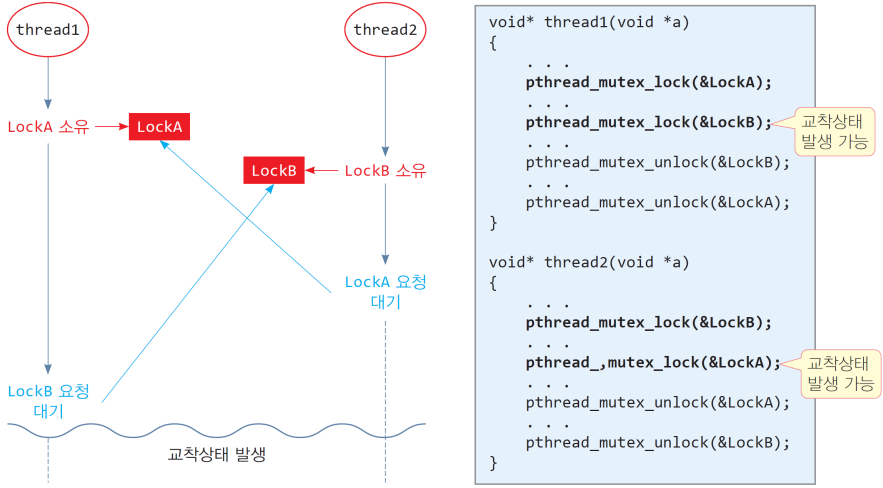 thread1
thread2
LockA 소유
LockA
LockB
LockB 소유
LockA 요청
대기
LockB 요청
대기
교착상태 발생
void* thread1(void *a)
{
. . .
pthread_mutex_lock(&LockA);
. . .
pthread_mutex_lock(&LockB);
. . .
pthread_mutex_unlock(&LockB);
. . .
pthread_mutex_unlock(&LockA);
}
교착상태
발생 가능
void* thread2(void *a)
{
. . .
pthread_mutex_lock(&LockB);
. . .
pthread_,mutex_lock(&LockA);
. . .
pthread_mutex_unlock(&LockA);
. . .
pthread_mutex_unlock(&LockB);
}
교착상태
발생 가능